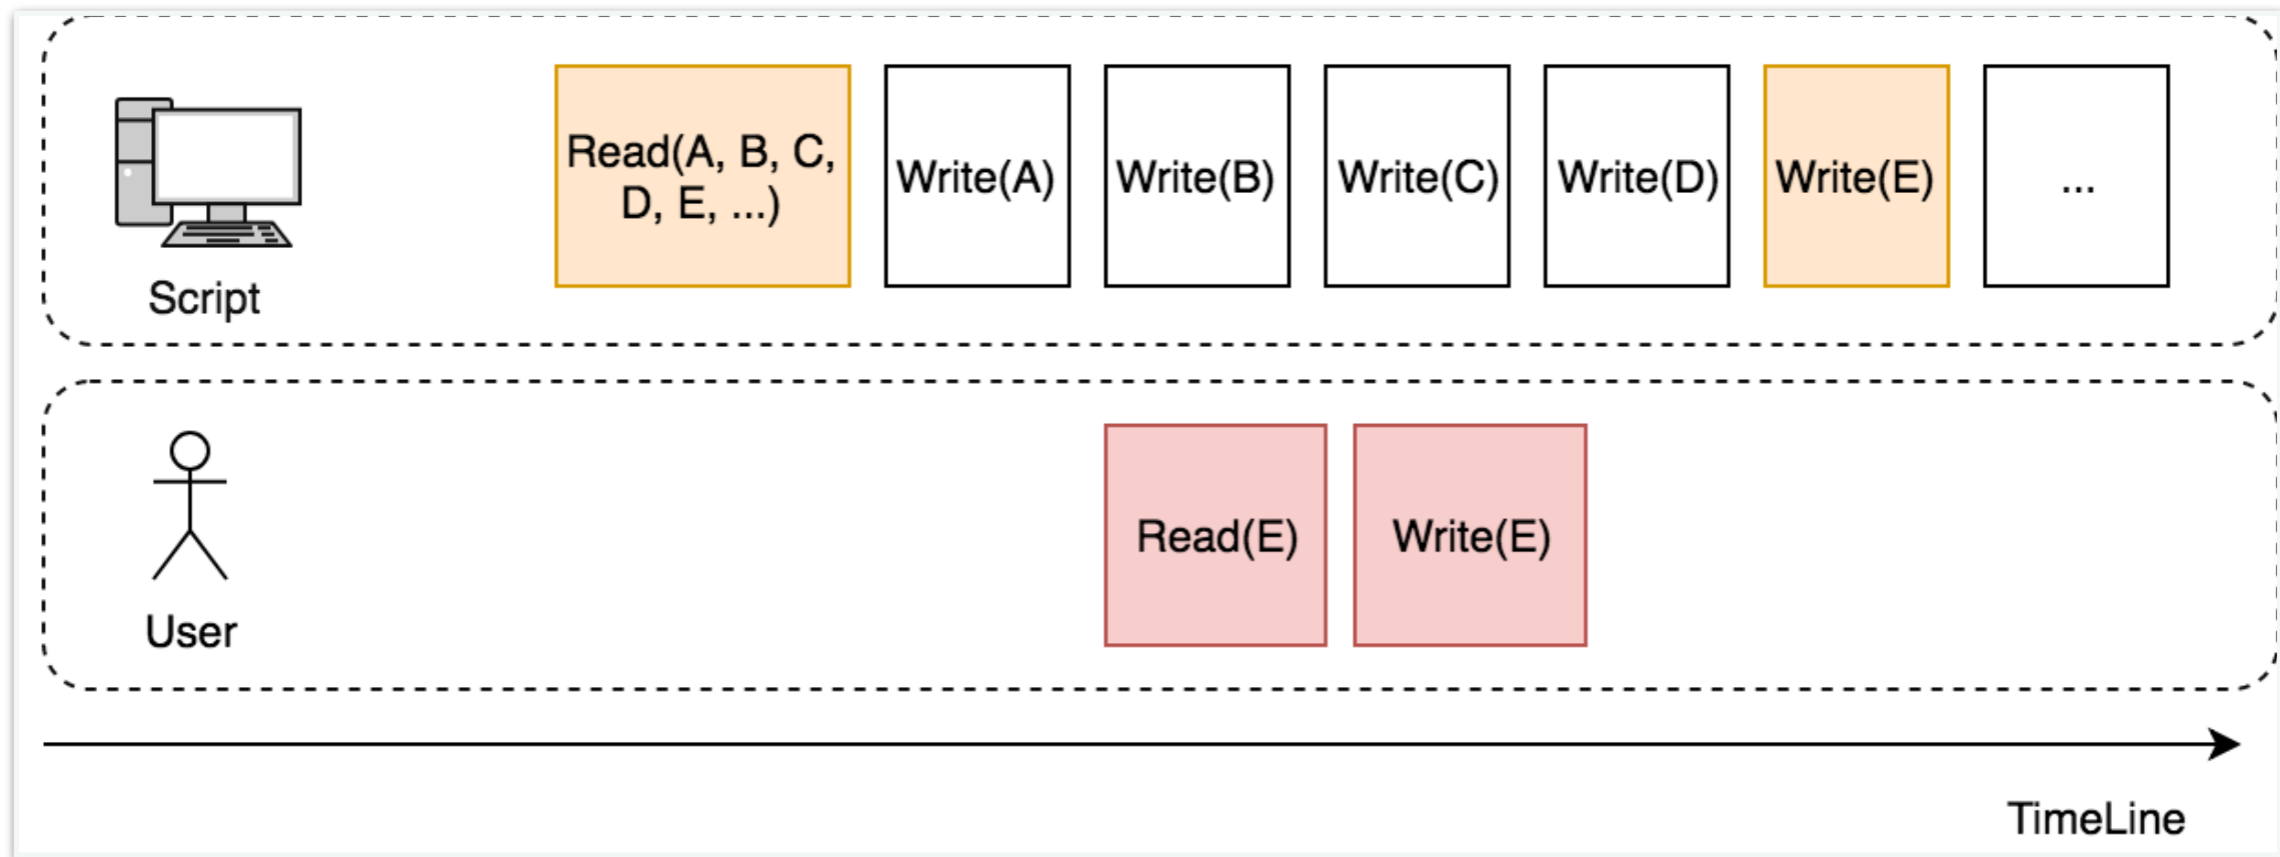 Read(A, B, C,
D, E, ...)
Write(A)
Write(B)
Write(C)
Write(D)
Write(E)
...
Script
Read(E)
Write(E)
User
TimeLine